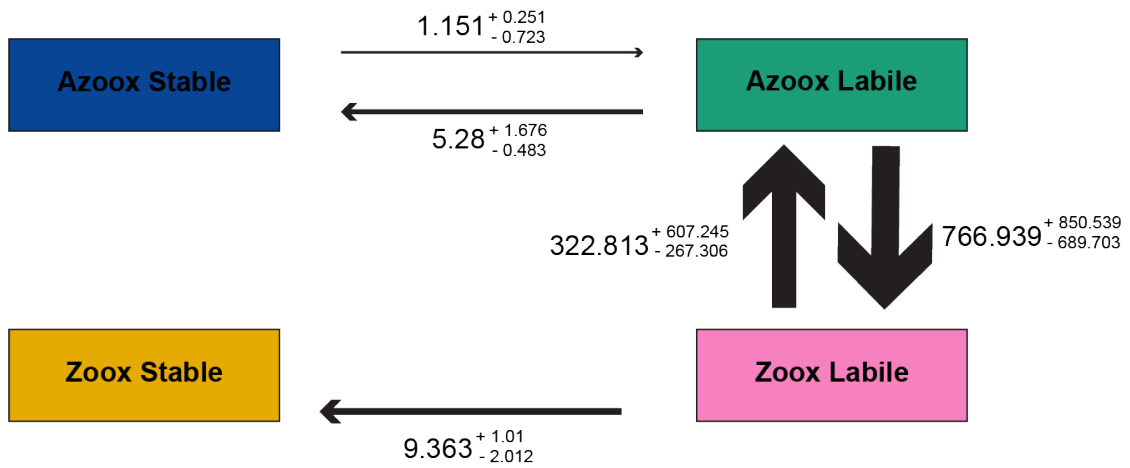 1.151 + 0.251
- 0.723
Azoox Stable
Azoox Labile
5.28 + 1.676
- 0.483
322.813 + 607.245
- 267.306
766.939 + 850.539
- 689.703
Zoox Stable
Zoox Labile
9.363 + 1.01
- 2.012